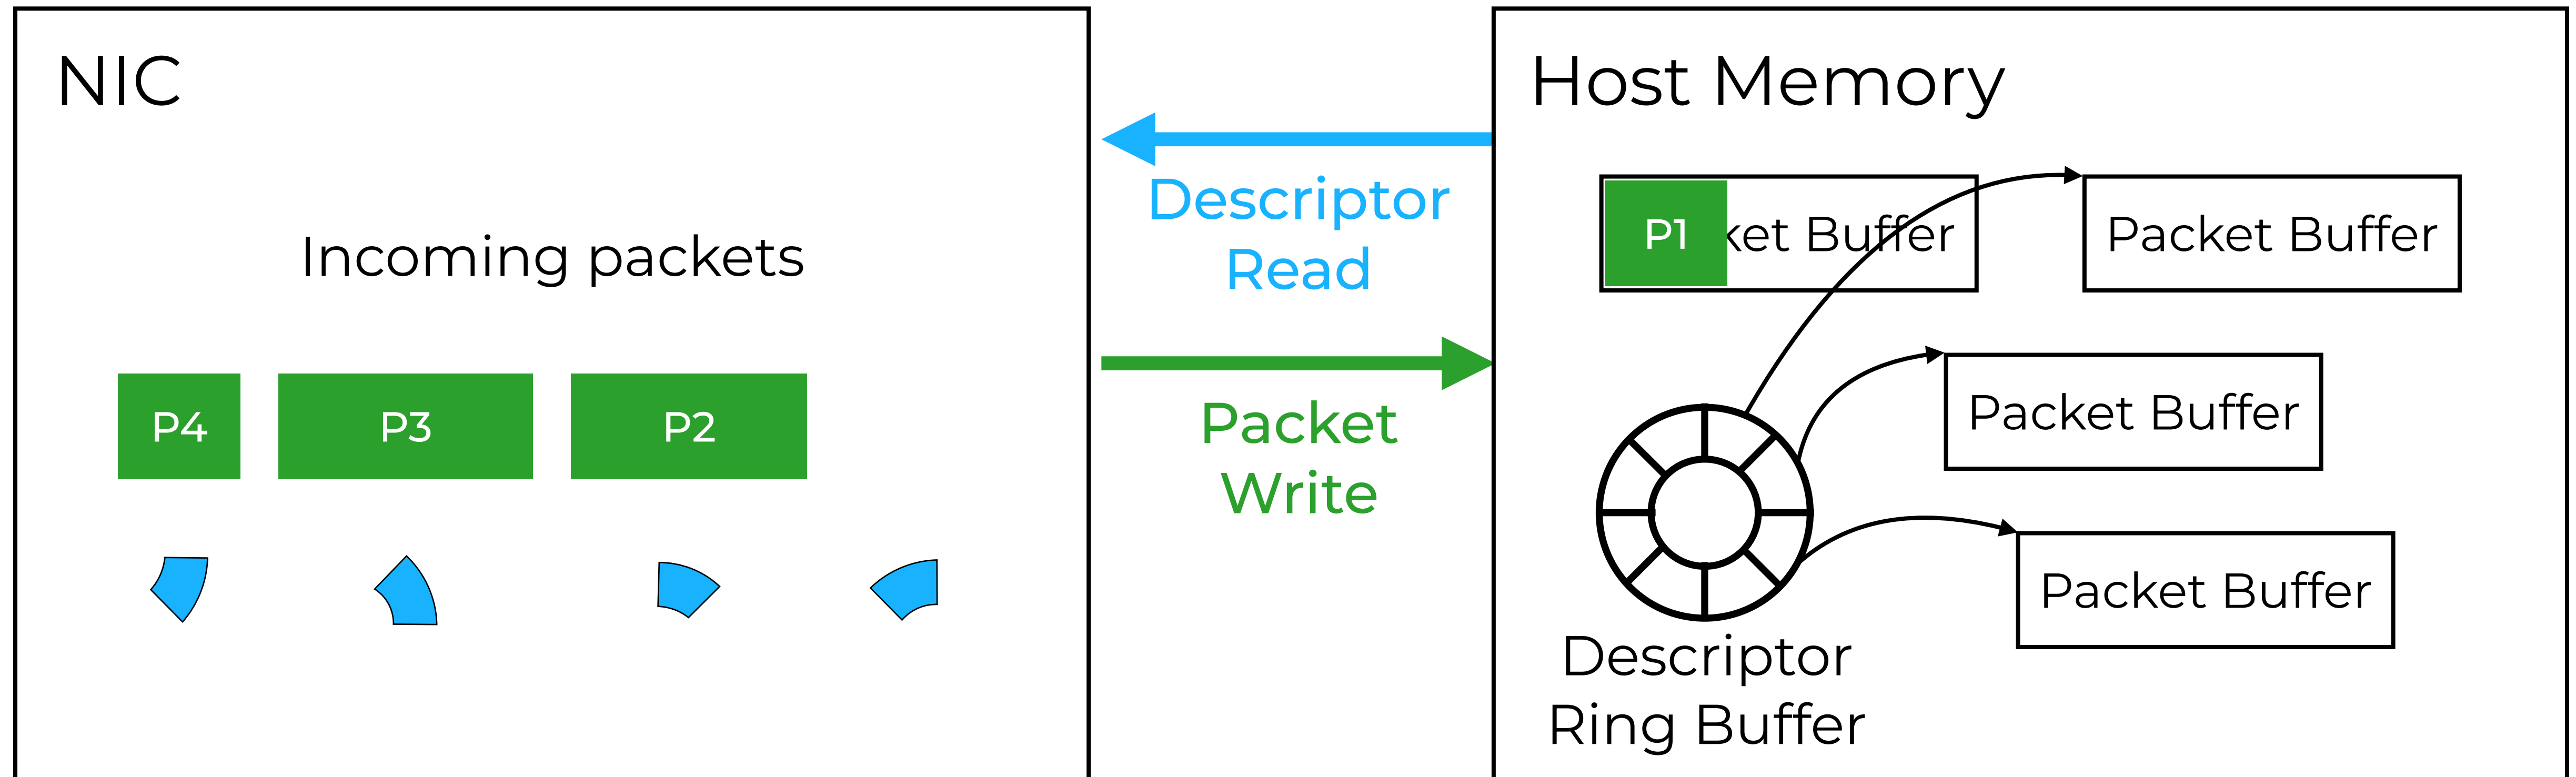 NIC
Incoming packets
P4
P3
P2
Descriptor
Read
Packet
Write
Host Memory
P1
ket Buffer
Packet Buffer
Packet Buffer
Packet Buffer
Descriptor
Ring Buffer